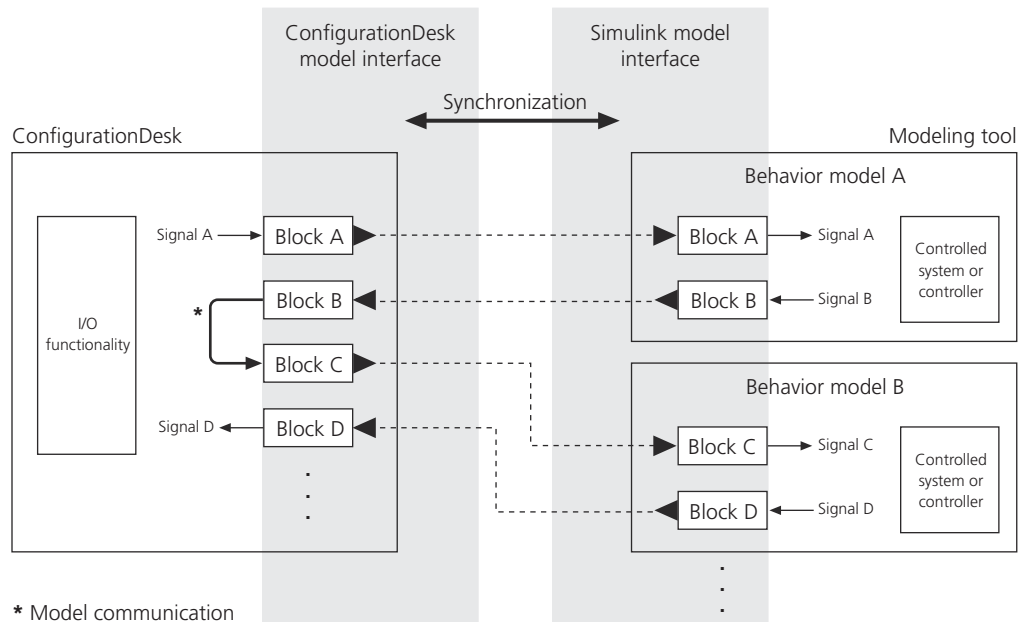 ConfigurationDesk
model interface
Simulink model
interface
Synchronization
ConfigurationDesk
Modeling tool
I/O
functionality
Signal A
Block A
Block B
*
Block C
Signal D
Block D
Behavior model A
Block A
Signal A
Block B
Signal B
Controlled
system or
controller
Behavior model B
Block C
Signal C
Block D
Signal D
Controlled
system or
controller
* Model communication